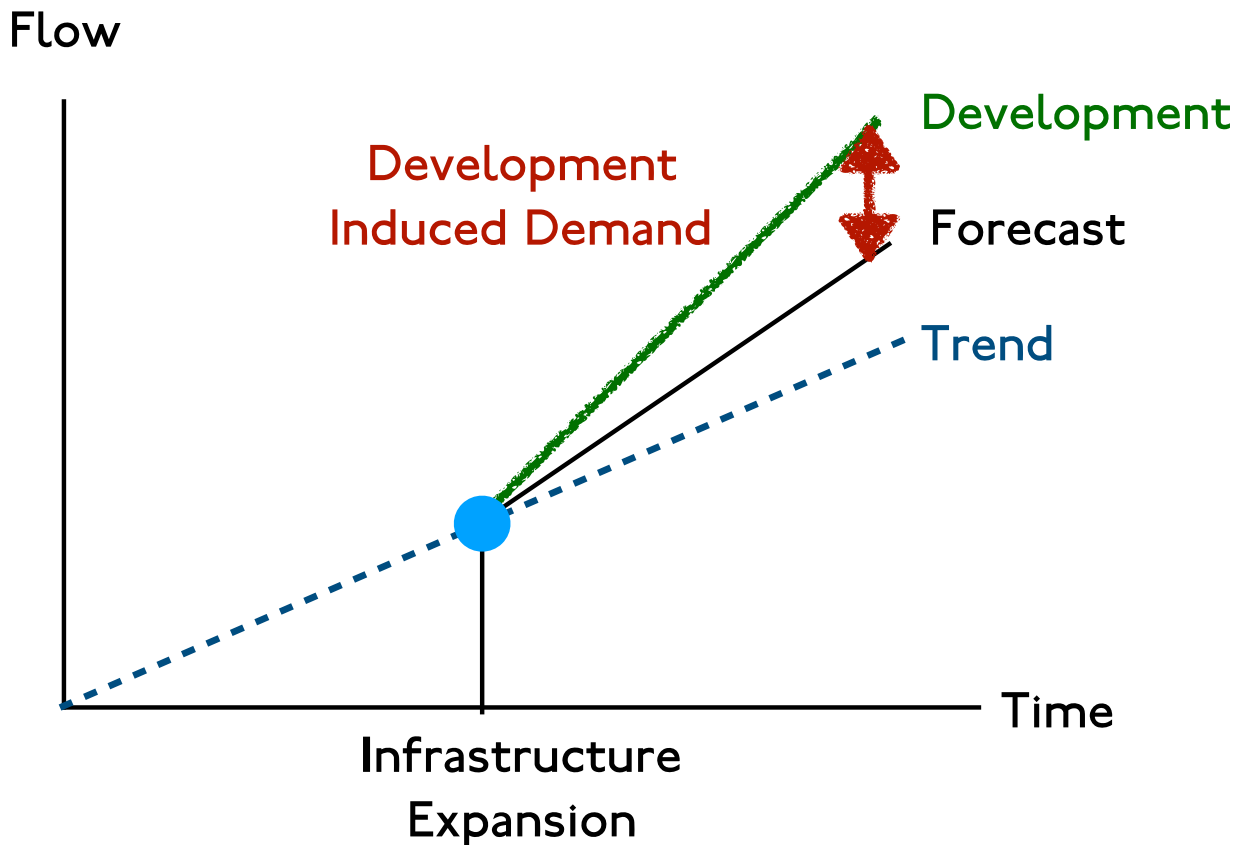 Flow
Development
Development
Induced Demand
Forecast
Trend
Time
Infrastructure
Expansion